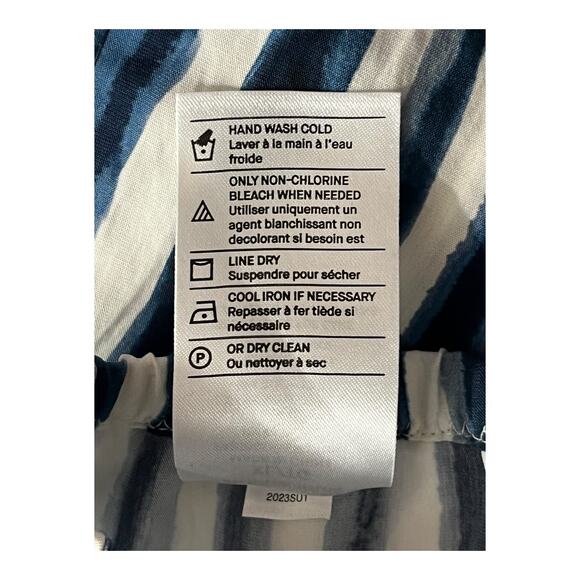 HAND WASH COLD
Laver à la main à l'eau
froide
ONLY NON-CHLORINE
BLEACH WHEN NEEDED
Utiliser uniquement un
agent blanchissant non
decolorant si besoin est
LINE DRY
Suspendre pour sécher
COOL IRON IF NECESSARY
Repasser à fer tiède si
nécessaire
P
OR DRY CLEAN
Ou nettoyer à sec
2023SU1